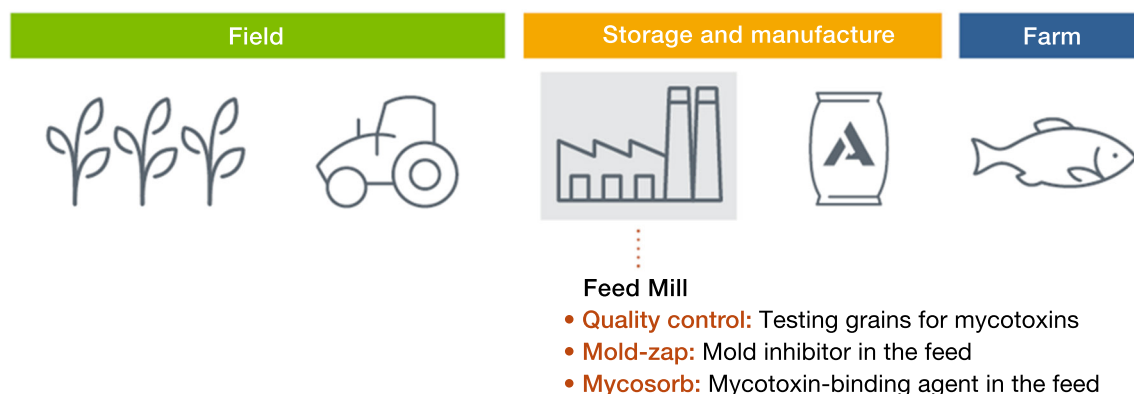 Field
Storage and manufacture
Farm
Feed Mill
• Quality control: Testing grains for mycotoxins
• Mold-zap: Mold inhibitor in the feed
• Mycosorb: Mycotoxin-binding agent in the feed